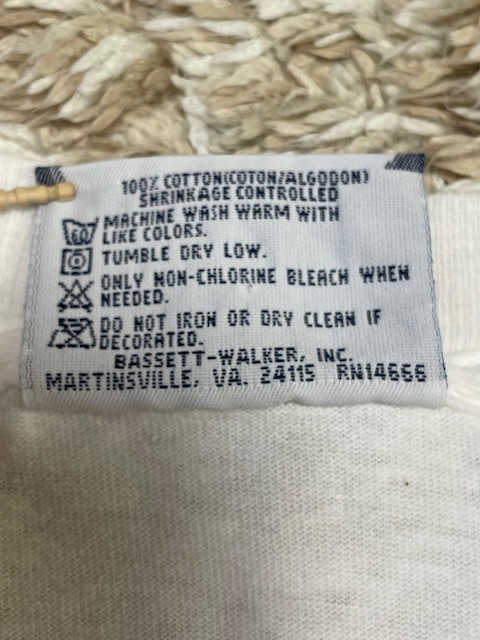 100% COTTON(COTON/ALGODON)
SHRINKAGE CONTROLLED
MACHINE WASH WARM WITH
LIKE COLORS.
TUMBLE DRY LOW.
ONLY NON-CHLORINE BLEACH WHEN
NEEDED.
DO NOT IRON OR DRY CLEAN IF
DECORATED.
BASSETT-WALKER, INC.
MARTINSVILLE, VA. 24115 RN14666